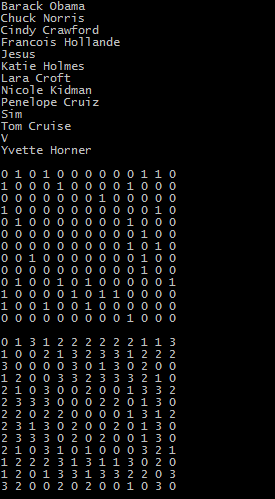 Barack Obama
Chuck Norris
Cindy Crawford
Francois Hollande
Jesus
Katie Holmes
Lara Croft
Nicole Kidman
Penelope Cruiz
Sim
Tom Cruise
V
Yvette Horner
0 1 0 1 0 0 0 0 0 0 1 1 0
1 0 0 0 1 0 0 0 0 1 0 0 0
0 0 0 0 0 0 0 1 0 0 0 0 0
1 0 0 0 0 0 0 0 0 0 0 1 0
0 1 0 0 0 0 0 0 0 1 0 0 0
0 0 0 0 0 0 0 0 0 0 1 0 0
0 0 0 0 0 0 0 0 0 1 0 1 0
0 0 1 0 0 0 0 0 0 0 1 0 0
0 0 0 0 0 0 0 0 0 0 1 0 0
0 1 0 0 1 0 1 0 0 0 0 0 1
1 0 0 0 0 1 0 1 1 0 0 0 0
1 0 0 1 0 0 1 0 0 0 0 0 0
0 0 0 0 0 0 0 0 0 1 0 0 0
0 1 3 1 2 2 2 2 2 2 1 1 3
1 0 0 2 1 3 2 3 3 1 2 2 2
3 0 0 0 0 3 0 1 3 0 2 0 0
1 2 0 0 3 3 2 3 3 3 2 1 0
2 1 0 3 0 0 2 0 0 1 3 3 2
2 3 3 3 0 0 0 2 2 0 1 3 0
2 2 0 2 2 0 0 0 0 1 3 1 2
2 3 1 3 0 2 0 0 2 0 1 3 0
2 3 3 3 0 2 0 2 0 0 1 3 0
2 1 0 3 1 0 1 0 0 0 3 2 1
1 2 2 2 3 1 3 1 1 3 0 2 0
1 2 0 1 3 3 1 3 3 2 2 0 3
3 2 0 0 2 0 2 0 0 1 0 3 0